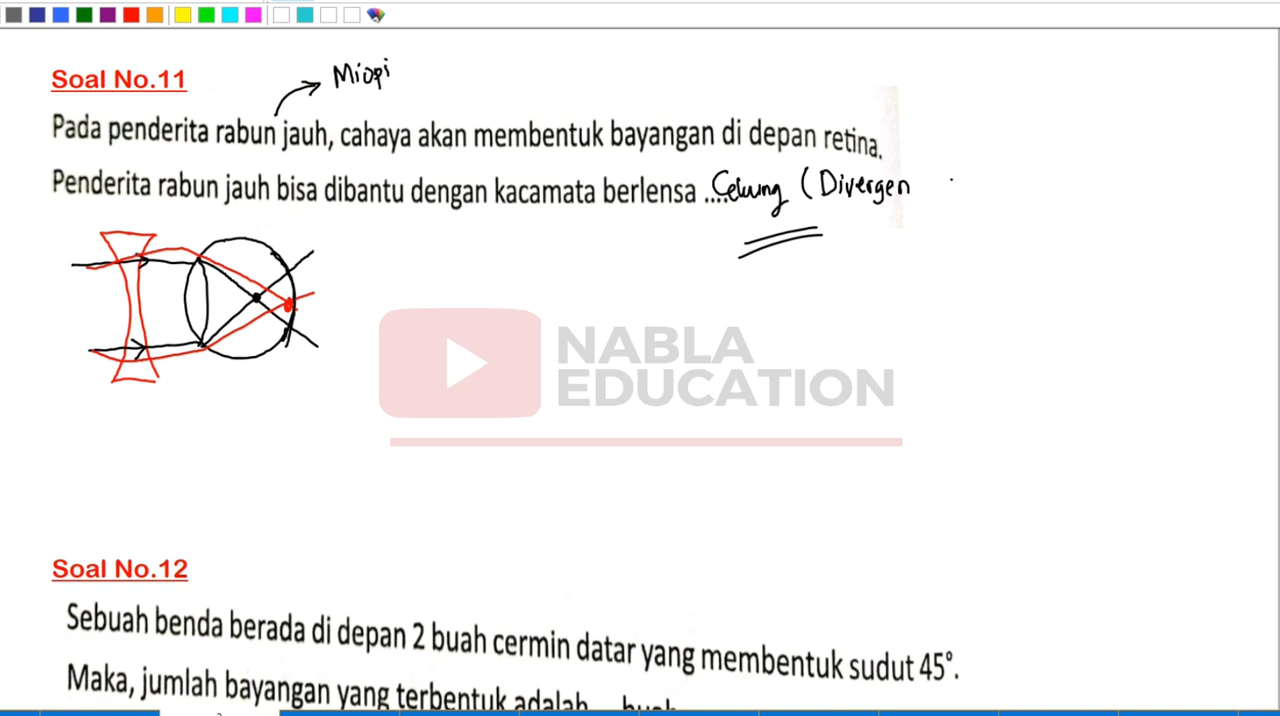 Soal No.11
Miopi
Pada penderita rabun jauh, cahaya akan membentuk bayangan di depan retina.
Penderita rabun jauh bisa dibantu dengan kacamata berlensa .... Cekung (Divergen
NABLA
EDUCATION
Soal No.12
Sebuah benda berada di depan 2 buah cermin datar yang membentuk sudut 45°.
Maka, jumlah bayangan yang terbentuk adalah .. buah